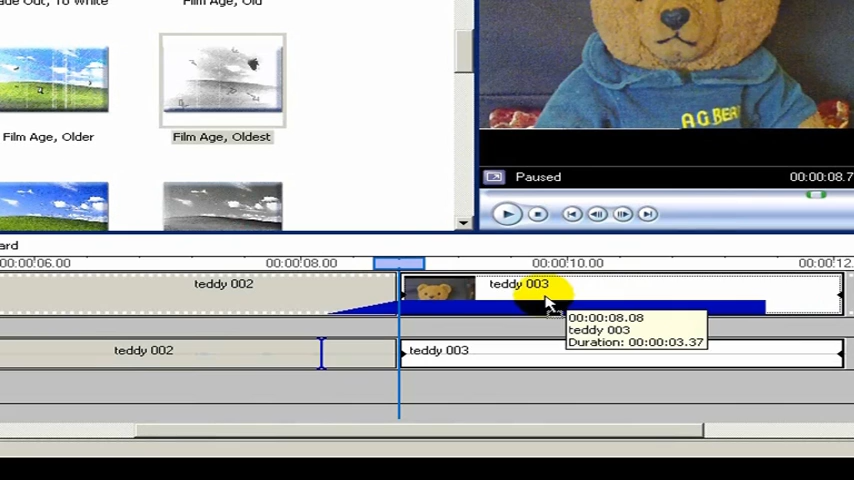 ade Out, To White
Film Age, Old
Film Age, Older
Film Age, Oldest
A.G.BEAR
Paused
00:00:08.7
ard
00:00:06.00
00:00:08.00
00:00:10.00
00:00:12.
teddy 002
teddy 003
00:00:08.08
teddy 003
Duration: 00:00:03.37
teddy 002
teddy 003